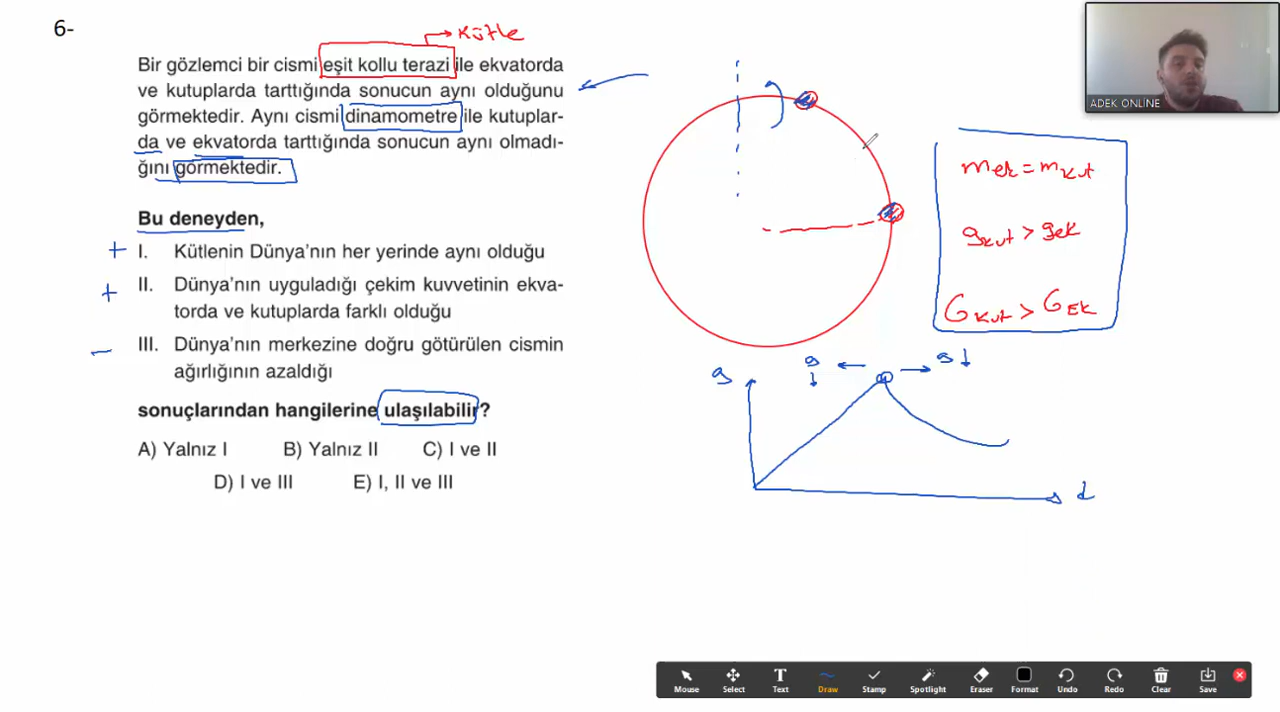 6-
→ Kütle
Bir gözlemci bir cismi eşit kollu terazi ile ekvatorda
ve kutuplarda tarttığında sonucun aynı olduğunu
görmektedir. Aynı cismi dinamometre ile kutuplar-
da ve ekvatorda tarttığında sonucun aynı olmadı-
ğını görmektedir.
Bu deneyden,
+ I. Kütlenin Dünya’nın her yerinde aynı olduğu
+ II. Dünya’nın uyguladığı çekim kuvvetinin ekva-
torda ve kutuplarda farklı olduğu
- III. Dünya’nın merkezine doğru götürülen cismin
ağırlığının azaldığı
sonuçlarından hangilerine ulaşılabilir?
A) Yalnız I B) Yalnız II C) I ve II
D) I ve III E) I, II ve III
ADEK ONLİNE
mek = mkut
gkut > gek
Gkut > GEk
g
g ↓ ←
→ g ↓
d
Mouse Select Text Draw Stamp Spotlight Eraser Format Undo Redo Clear Save